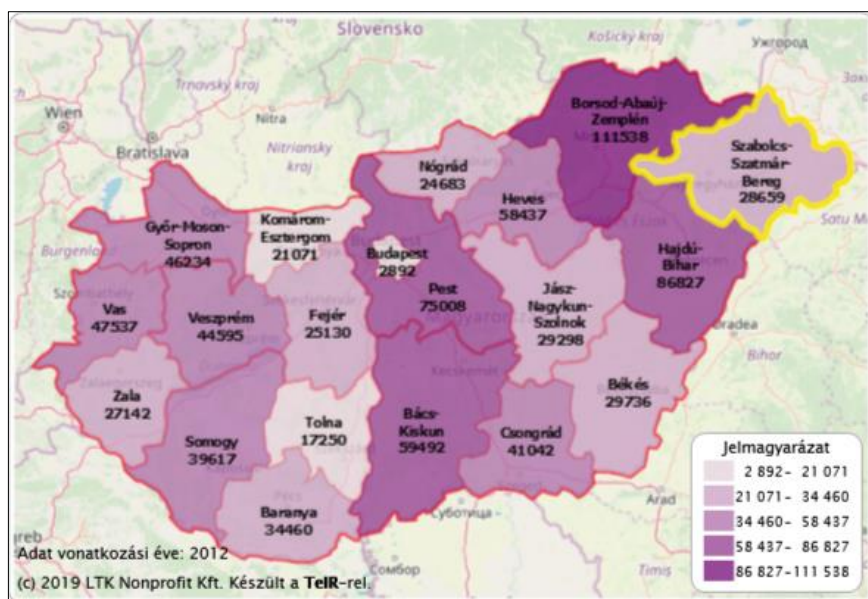 Slovensko
Košický kraj
Ужгород
Trnavský kraj
Wien
Nitra
Nitriansky
kraj
Bratislava
Borsod-Abaúj-
Zemplén
111538
Szabolcs-
Szatmár-
Bereg
28659
Nógrád
24683
Heves
58437
Satu M
Győr-Moson-
Sopron
46234
Komárom-
Esztergom
21071
Burgenland
Budapest
2892
Pest
75008
Hajdú-
Bihar
86827
Jász-
Nagykun-
Szolnok
29298
Vas
47537
Veszprém
44595
Fejér
25130
Oradea
Bihor
Zala
27142
Békés
29736
Tolna
17250
Bács-
Kiskun
59492
Somogy
39617
Csongrád
41042
Baranya
34460
Суботица
Arad
Сомбор
Timiș
Jelmagyarázat
2 892- 21 071
21 071- 34 460
34 460- 58 437
58 437- 86 827
86 827-111 538
Adat vonatkozási éve: 2012
(c) 2019 LTK Nonprofit Kft. Készült a TeIR-rel.